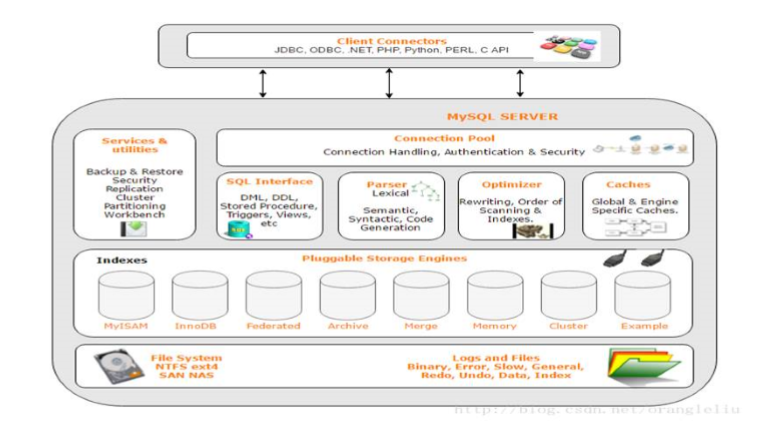 Client Connectors
JDBC, ODBC, .NET, PHP, Python, PERL, C API
MySQL SERVER
Services &
utilities
Backup & Restore
Security
Replication
Cluster
Partitioning
Workbench
Connection Pool
Connection Handling, Authentication & Security
SQL Interface
DML, DDL,
Stored Procedure,
Triggers, Views,
etc
Parser
Lexical
Semantic,
Syntactic, Code
Generation
Optimizer
Rewriting, Order of
Scanning &
Indexes.
Caches
Global & Engine
Specific Caches.
Indexes
Pluggable Storage Engines
MyISAM
InnoDB
Federated
Archive
Merge
Memory
Cluster
Example
File System
NTFS ext4
SAN NAS
Logs and Files
Binary, Error, Slow, General,
Redo, Undo, Data, Index
http://blog.csdn.net/orangleliu